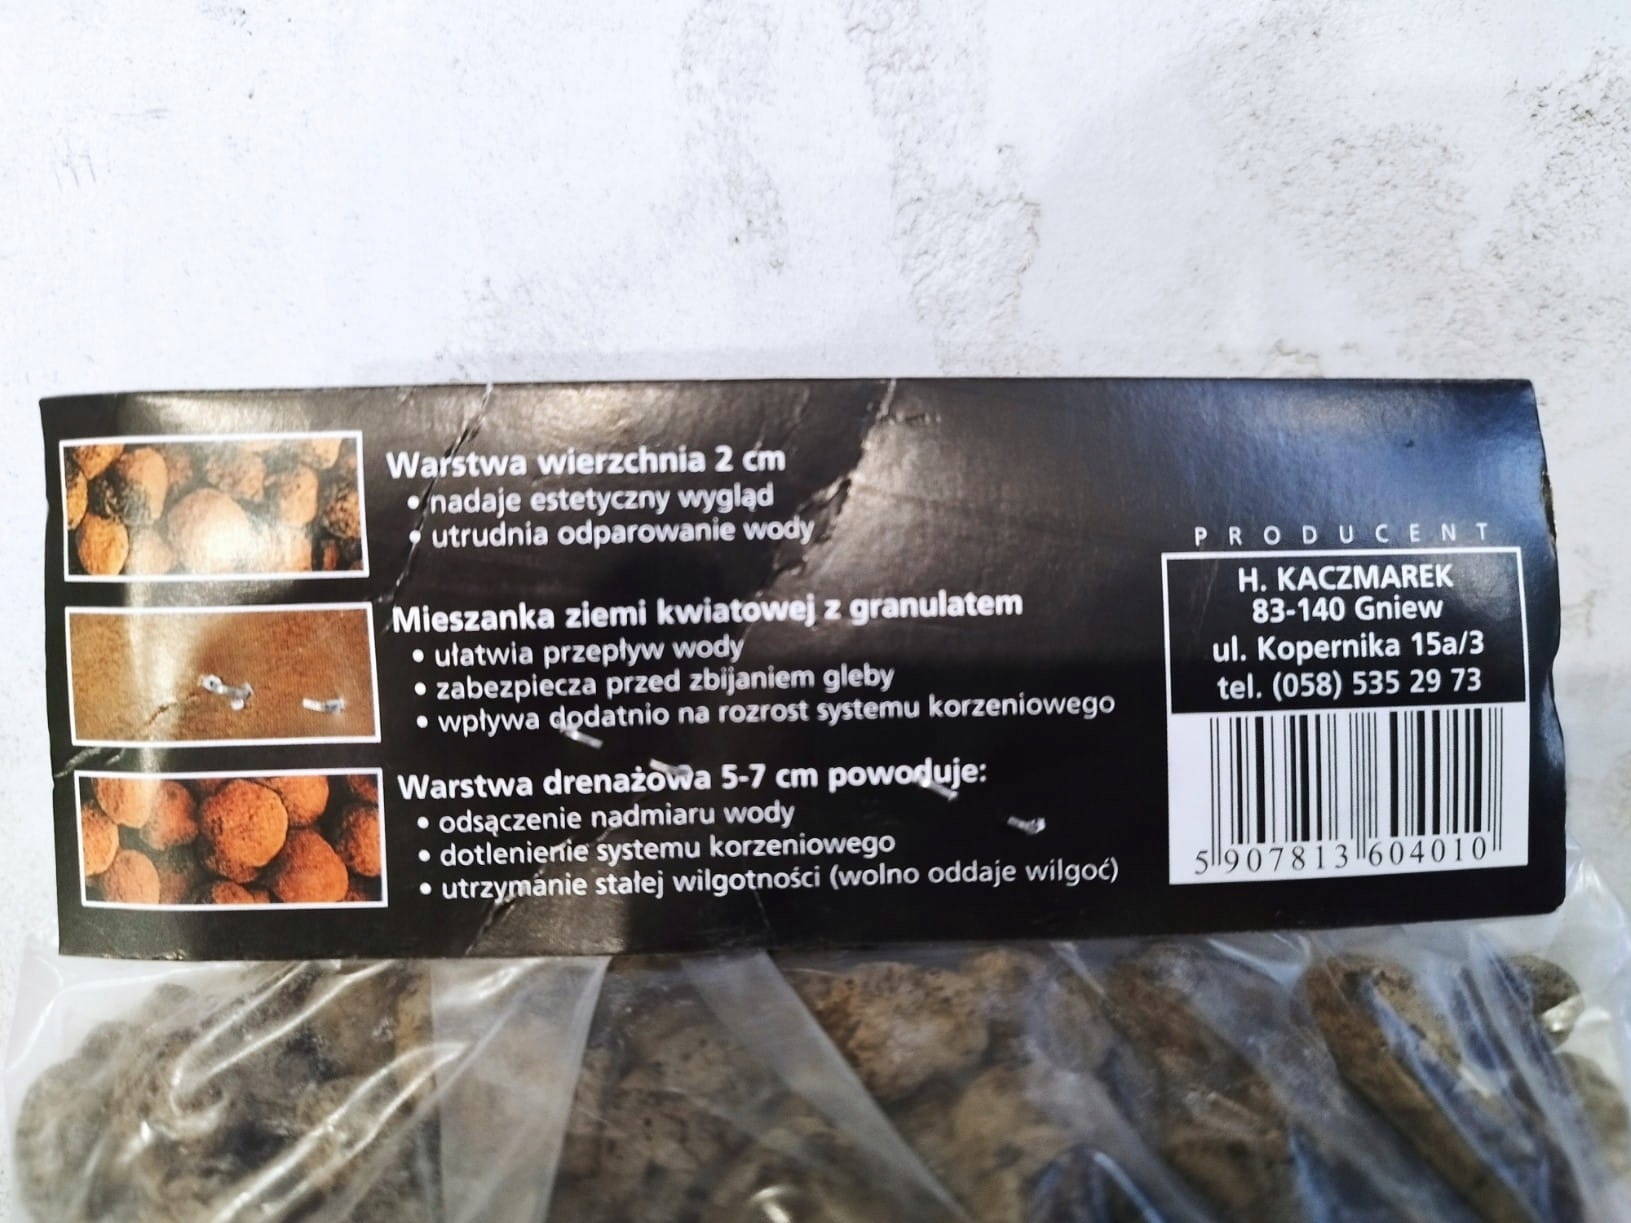 Warstwa wierzchnia 2 cm
• nadaje estetyczny wygląd
• utrudnia odparowanie wody
Mieszanka ziemi kwiatowej z granulatem
• ułatwia przepływ wody
• zabezpiecza przed zbijaniem gleby
• wpływa dodatnio na rozrost systemu korzeniowego
Warstwa drenażowa 5-7 cm powoduje:
• odsączenie nadmiaru wody
• dotlenienie systemu korzeniowego
• utrzymanie stałej wilgotności (wolno oddaje wilgoć)
PRODUCENT
H. KACZMAREK
83-140 Gniew
ul. Kopernika 15a/3
tel. (058) 535 29 73
5 907813 604010